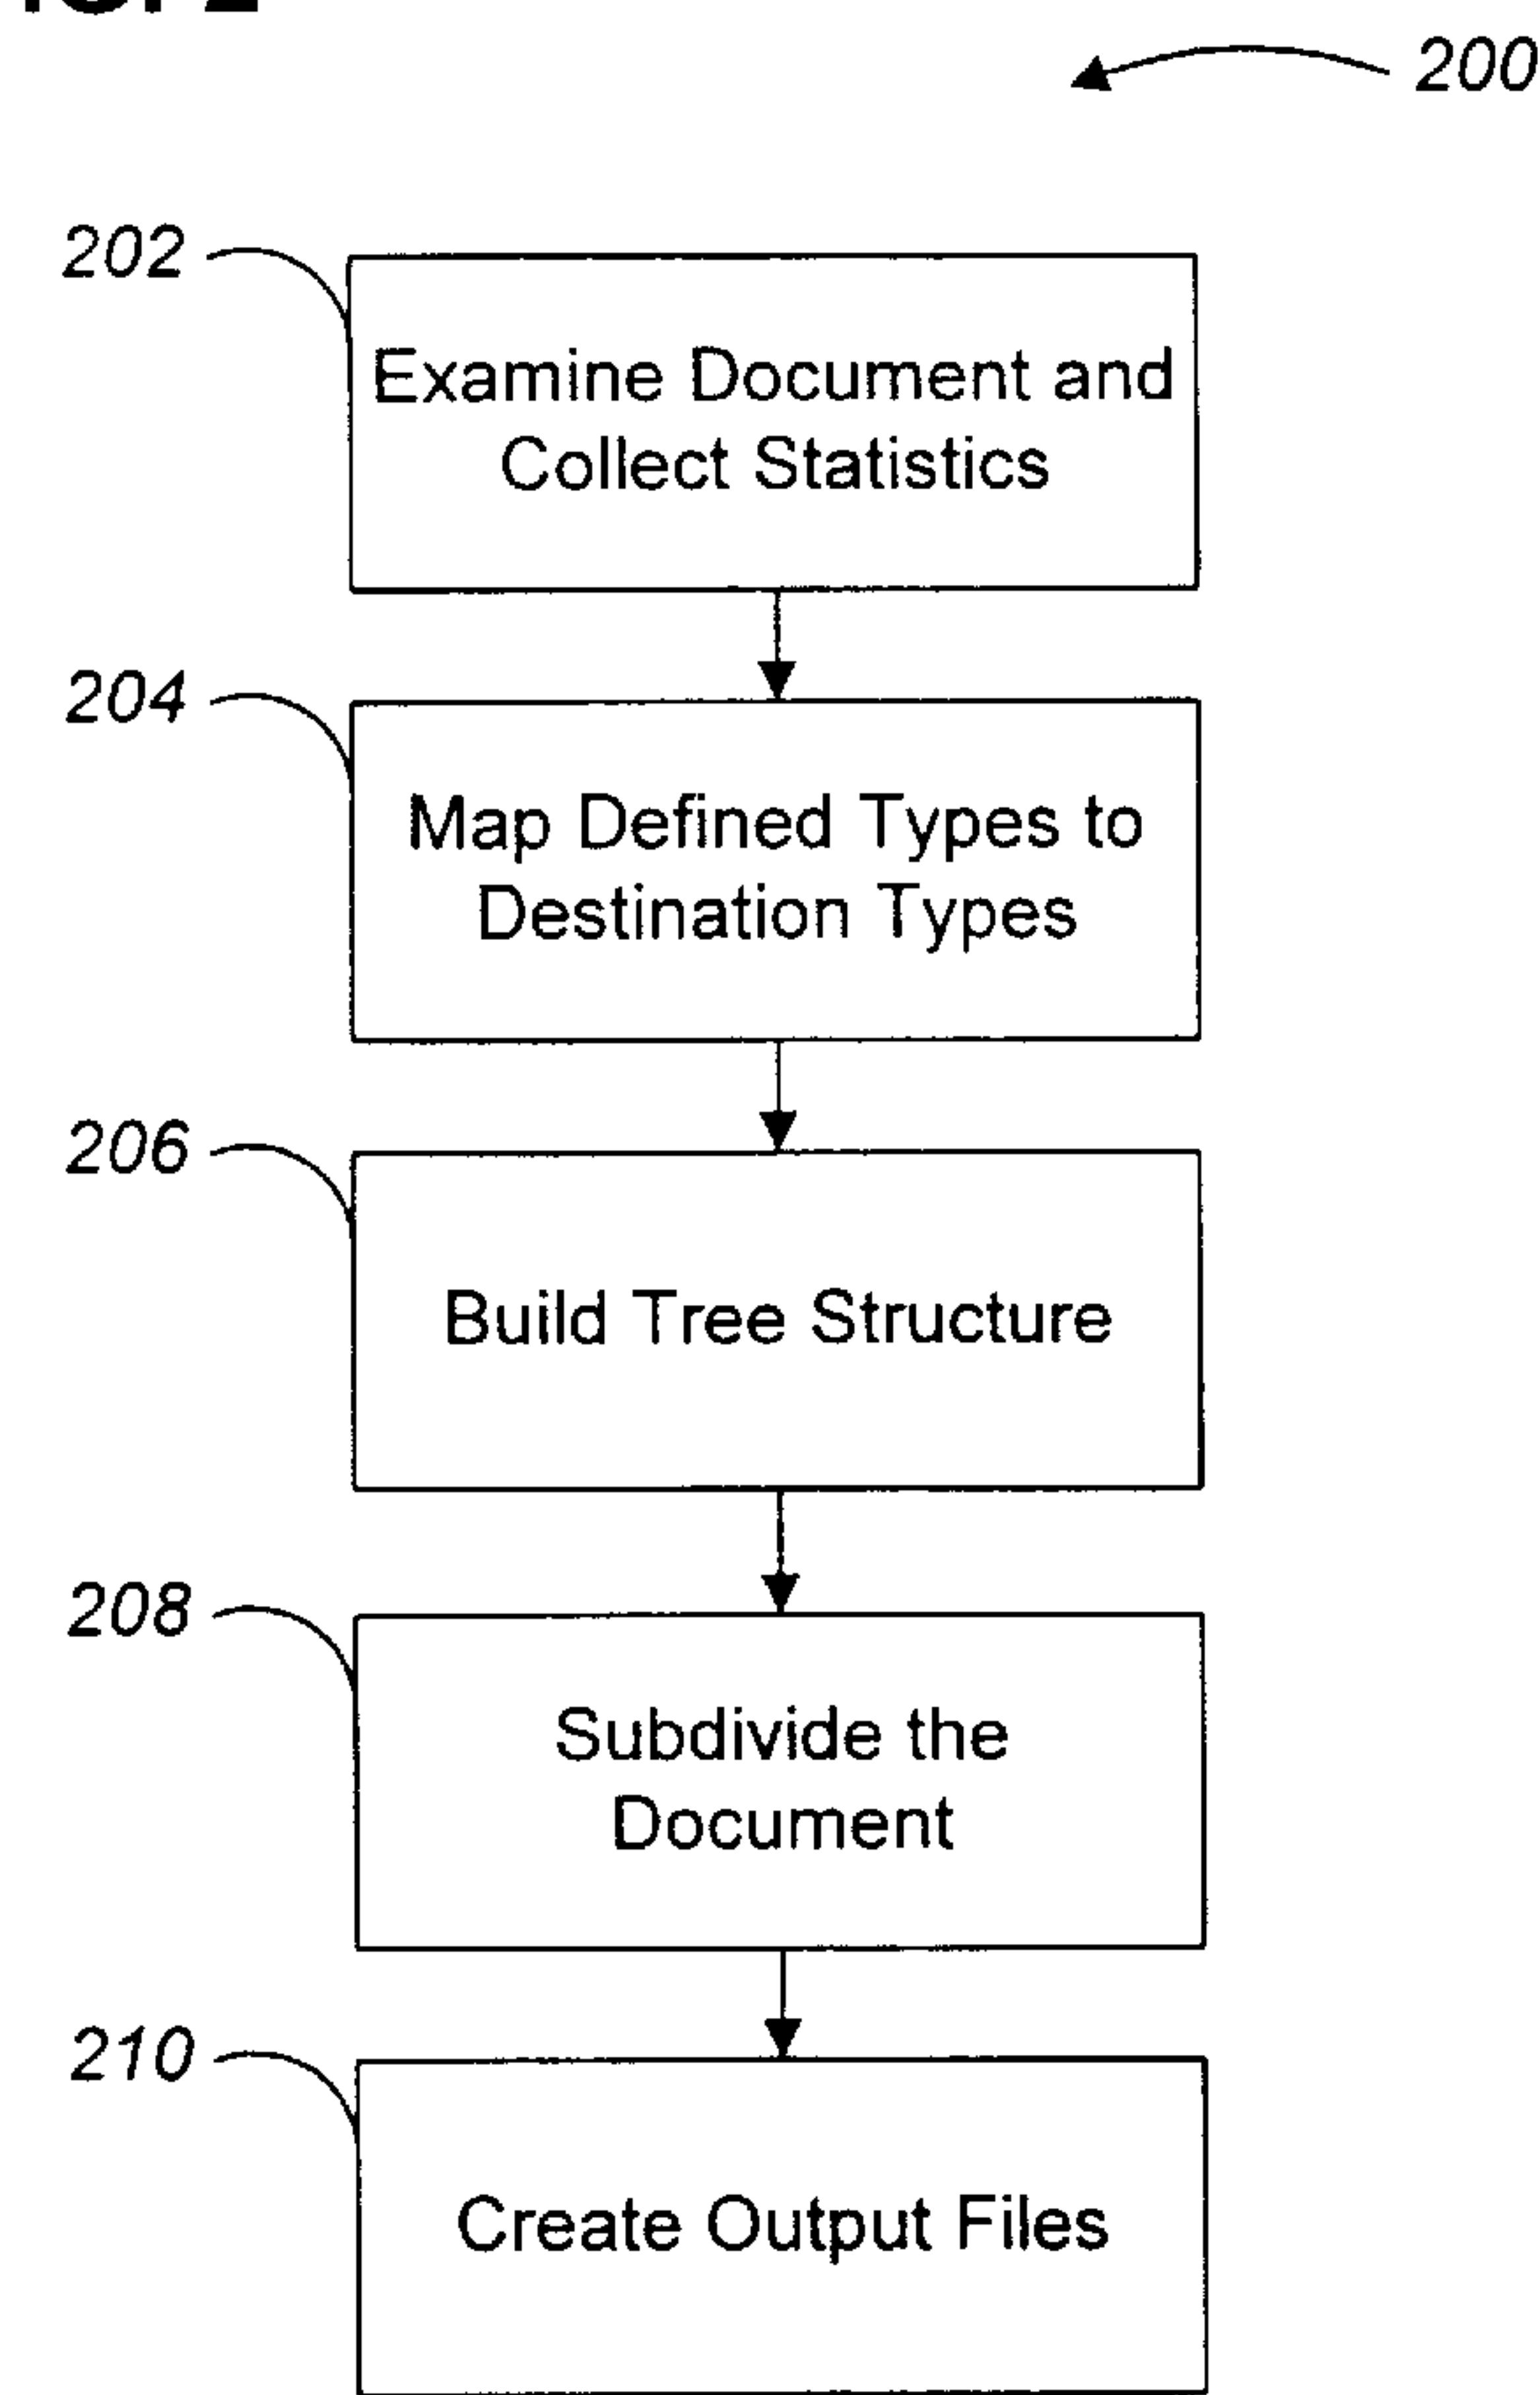 200
202
Examine Document and
Collect Statistics
204
Map Defined Types to
Destination Types
206
Build Tree Structure
208
Subdivide the
Document
210
Create Output Files